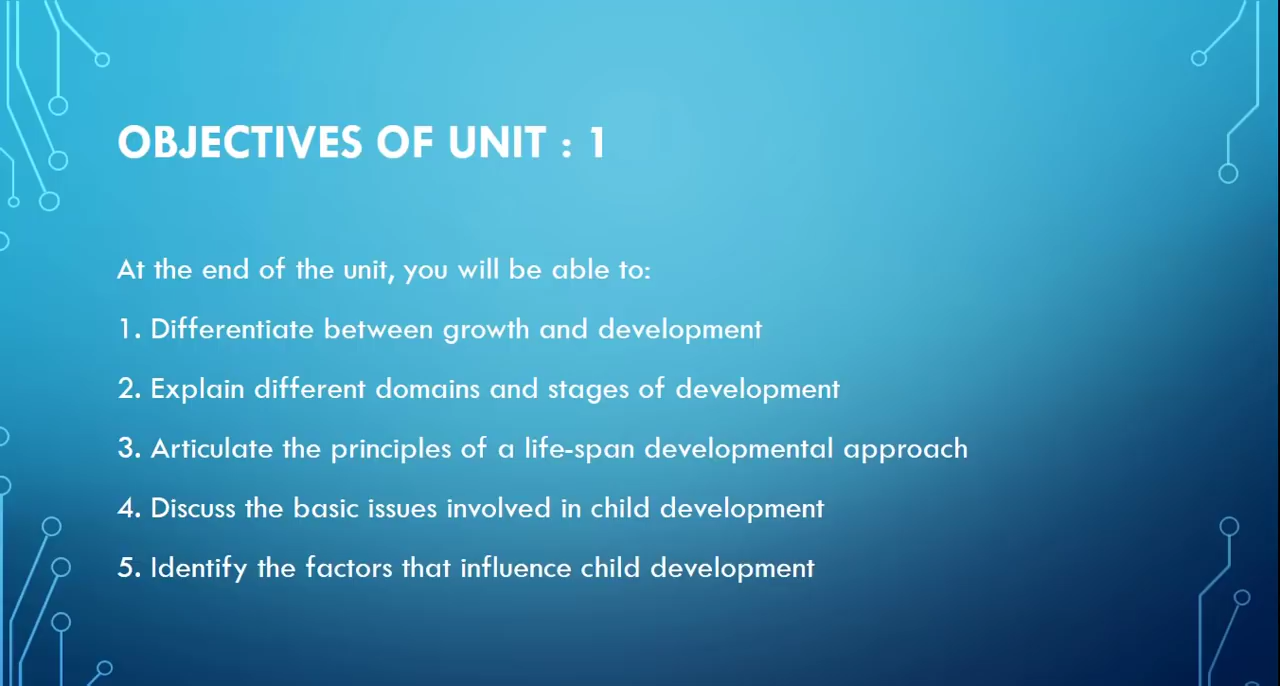 OBJECTIVES OF UNIT : 1
At the end of the unit, you will be able to:
1. Differentiate between growth and development
2. Explain different domains and stages of development
3. Articulate the principles of a life-span developmental approach
4. Discuss the basic issues involved in child development
5. Identify the factors that influence child development